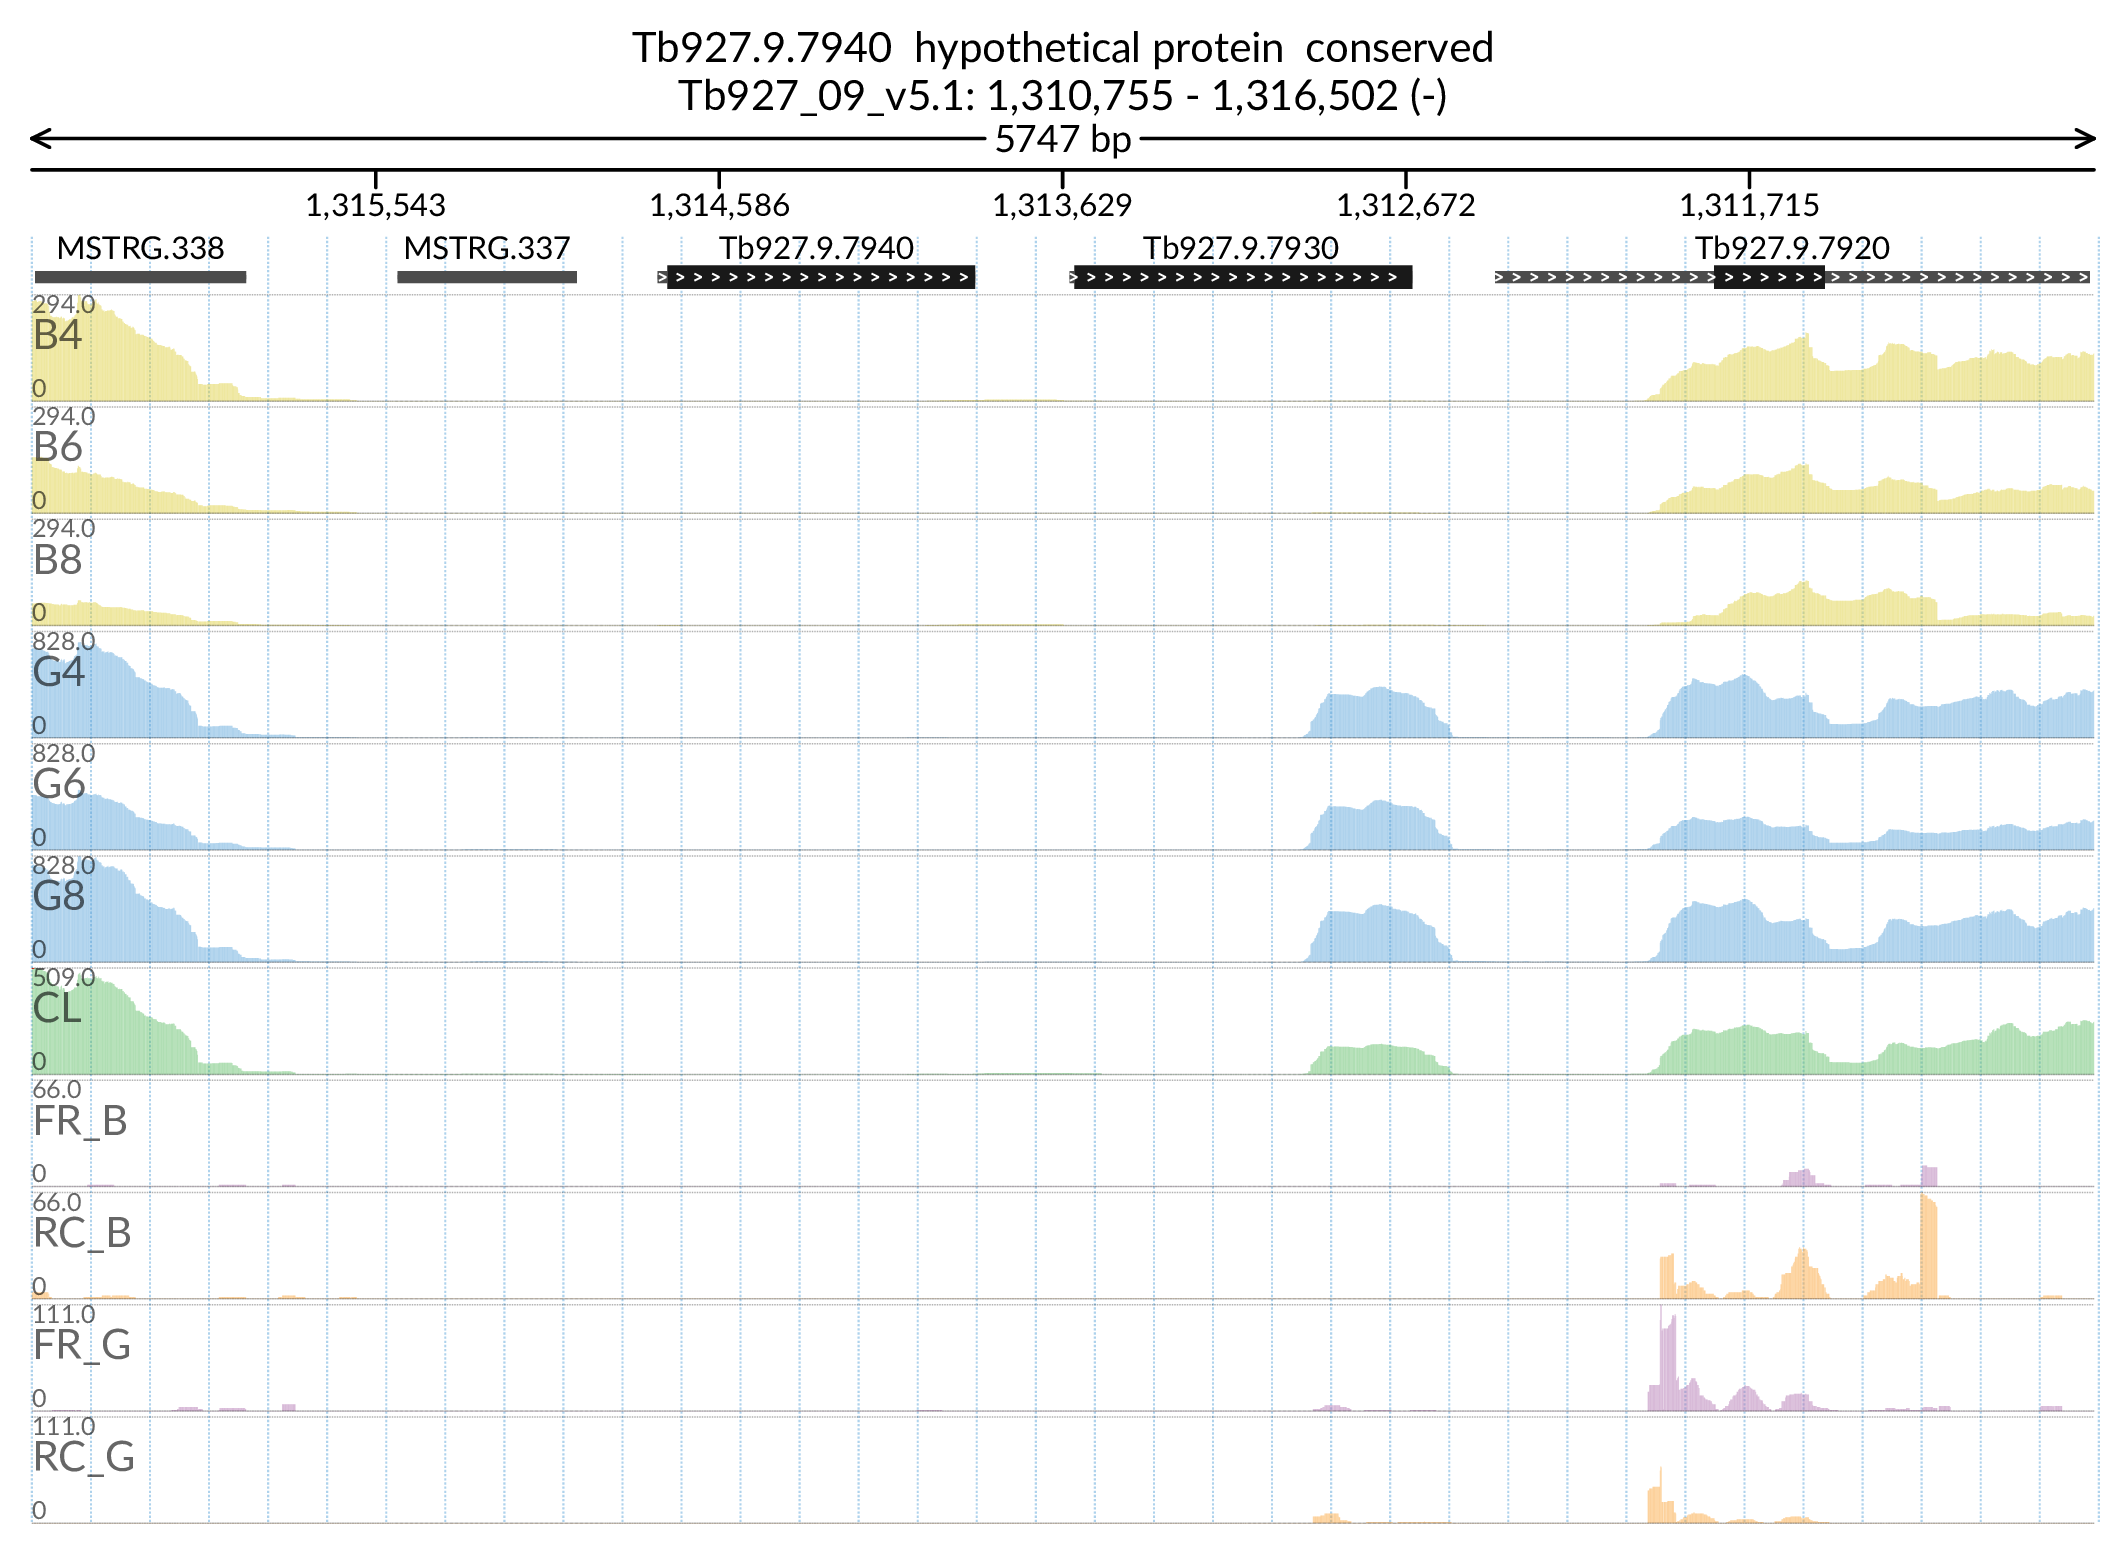 Tb927.9.7940  hypothetical protein  conserved
Tb927_09_v5.1: 1,310,755 - 1,316,502 (-)
5747 bp
1,315,543 1,314,586 1,313,629 1,312,672 1,311,715
MSTRG.338 MSTRG.337 Tb927.9.7940 Tb927.9.7930 Tb927.9.7920
294.0
B4
0
294.0
B6
0
294.0
B8
0
828.0
G4
0
828.0
G6
0
828.0
G8
0
509.0
CL
0
66.0
FR_B
0
66.0
RC_B
0
111.0
FR_G
0
111.0
RC_G
0